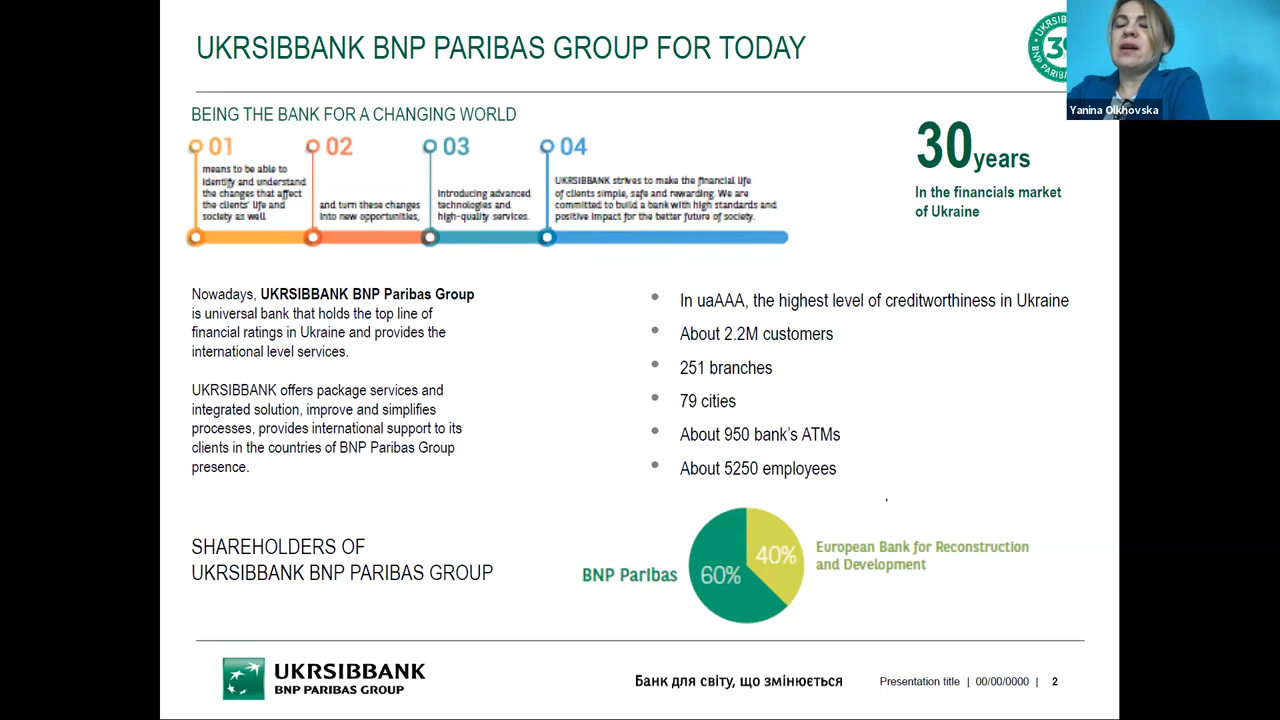 UKRSIBBANK BNP PARIBAS GROUP FOR TODAY
Yanina Olkhovska
BEING THE BANK FOR A CHANGING WORLD
01
means to be able to
identify and understand
the changes that affect
the clients' life and
society as well
02
and turn these changes
into new opportunities,
03
introducing advanced
technologies and
high-quality services.
04
UKRSIBBANK strives to make the financial life
of clients simple, safe and rewarding. We are
committed to build a bank with high standards and
positive impact for the better future of society.
30 years
In the financials market
of Ukraine
Nowadays, UKRSIBBANK BNP Paribas Group
is universal bank that holds the top line of
financial ratings in Ukraine and provides the
international level services.
UKRSIBBANK offers package services and
integrated solution, improve and simplifies
processes, provides international support to its
clients in the countries of BNP Paribas Group
presence.
• In uaAAA, the highest level of creditworthiness in Ukraine
• About 2.2M customers
• 251 branches
• 79 cities
• About 950 bank's ATMs
• About 5250 employees
SHAREHOLDERS OF
UKRSIBBANK BNP PARIBAS GROUP
BNP Paribas
60%
40%
European Bank for Reconstruction
and Development
UKRSIBBANK
BNP PARIBAS GROUP
Банк для світу, що змінюється
Presentation title | 00/00/0000 | 2